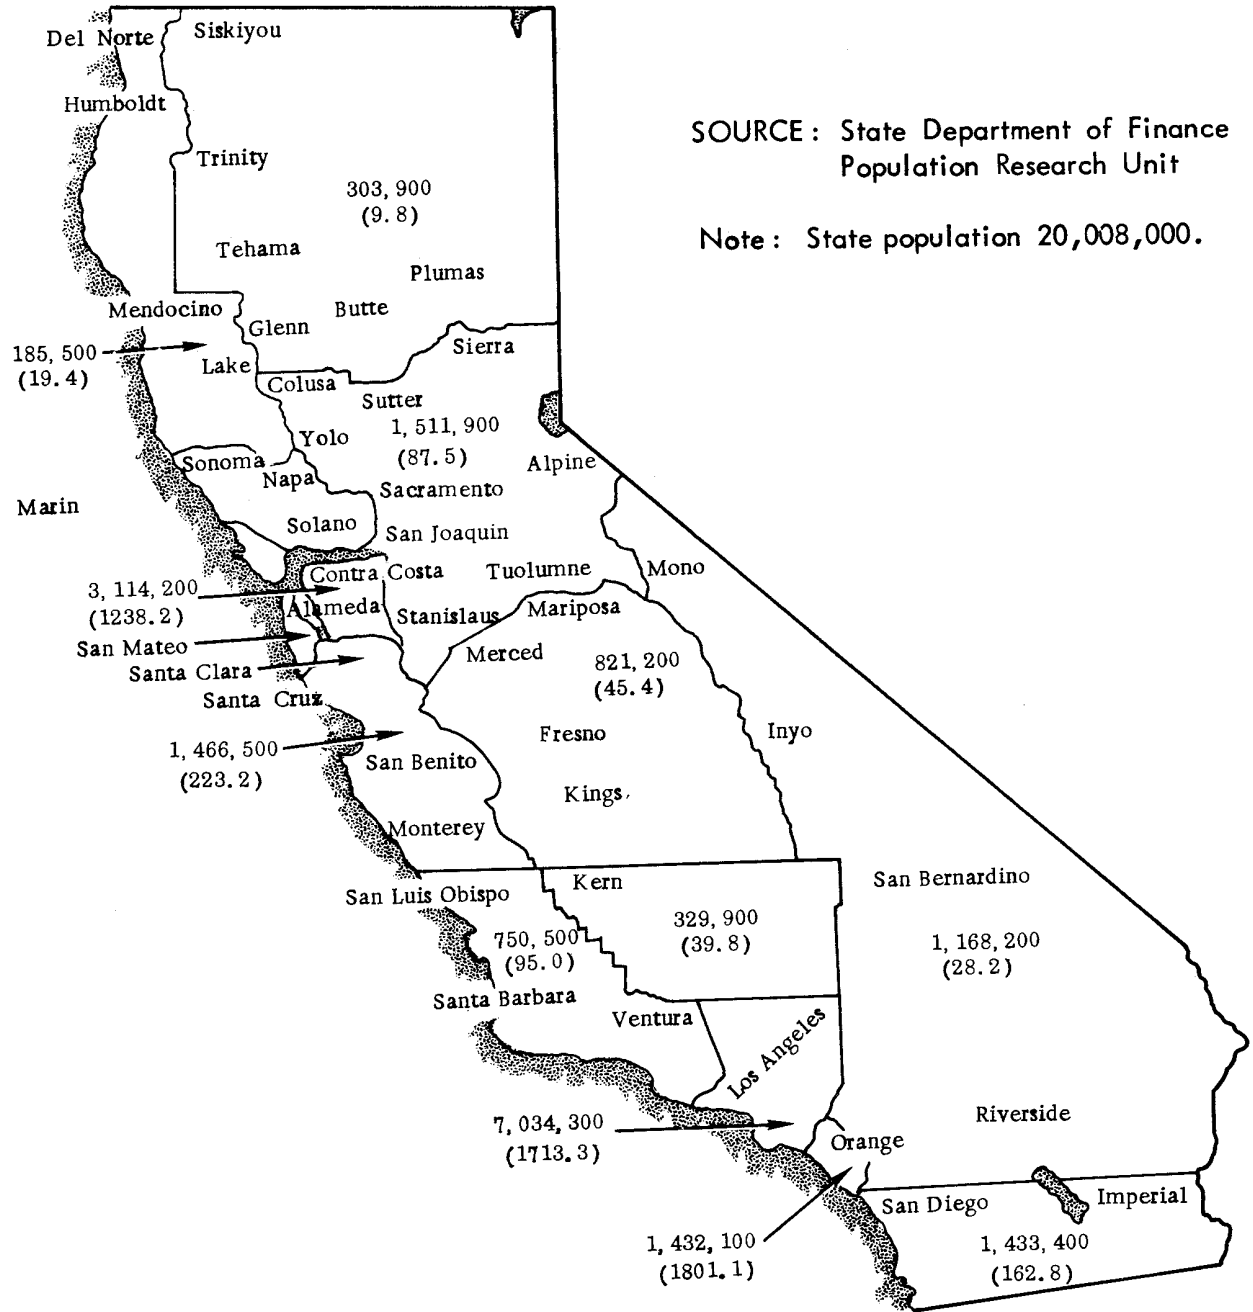 Del Norte
Siskiyou
Humboldt
SOURCE: State Department of Finance
Population Research Unit
Trinity
303,900
(9.8)
Note: State population 20,008,000.
Tehama
Plumas
Mendocino
Butte
Glenn
Sierra
185,500
(19.4)
Lake
Colusa
Sutter
1,511,900
(87.5)
Yolo
Alpine
Sonoma
Napa
Sacramento
Marin
Solano
San Joaquin
Contra Costa
Tuolumne
Mono
3,114,200
(1238.2)
Alameda
Stanislaus
Mariposa
San Mateo
Merced
821,200
(45.4)
Santa Clara
Santa Cruz
Fresno
Inyo
1,466,500
(223.2)
San Benito
Kings
Monterey
San Luis Obispo
Kern
San Bernardino
750,500
(95.0)
329,900
(39.8)
1,168,200
(28.2)
Santa Barbara
Ventura
Los Angeles
7,034,300
(1713.3)
Riverside
Orange
San Diego
Imperial
1,432,100
(1801.1)
1,433,400
(162.8)